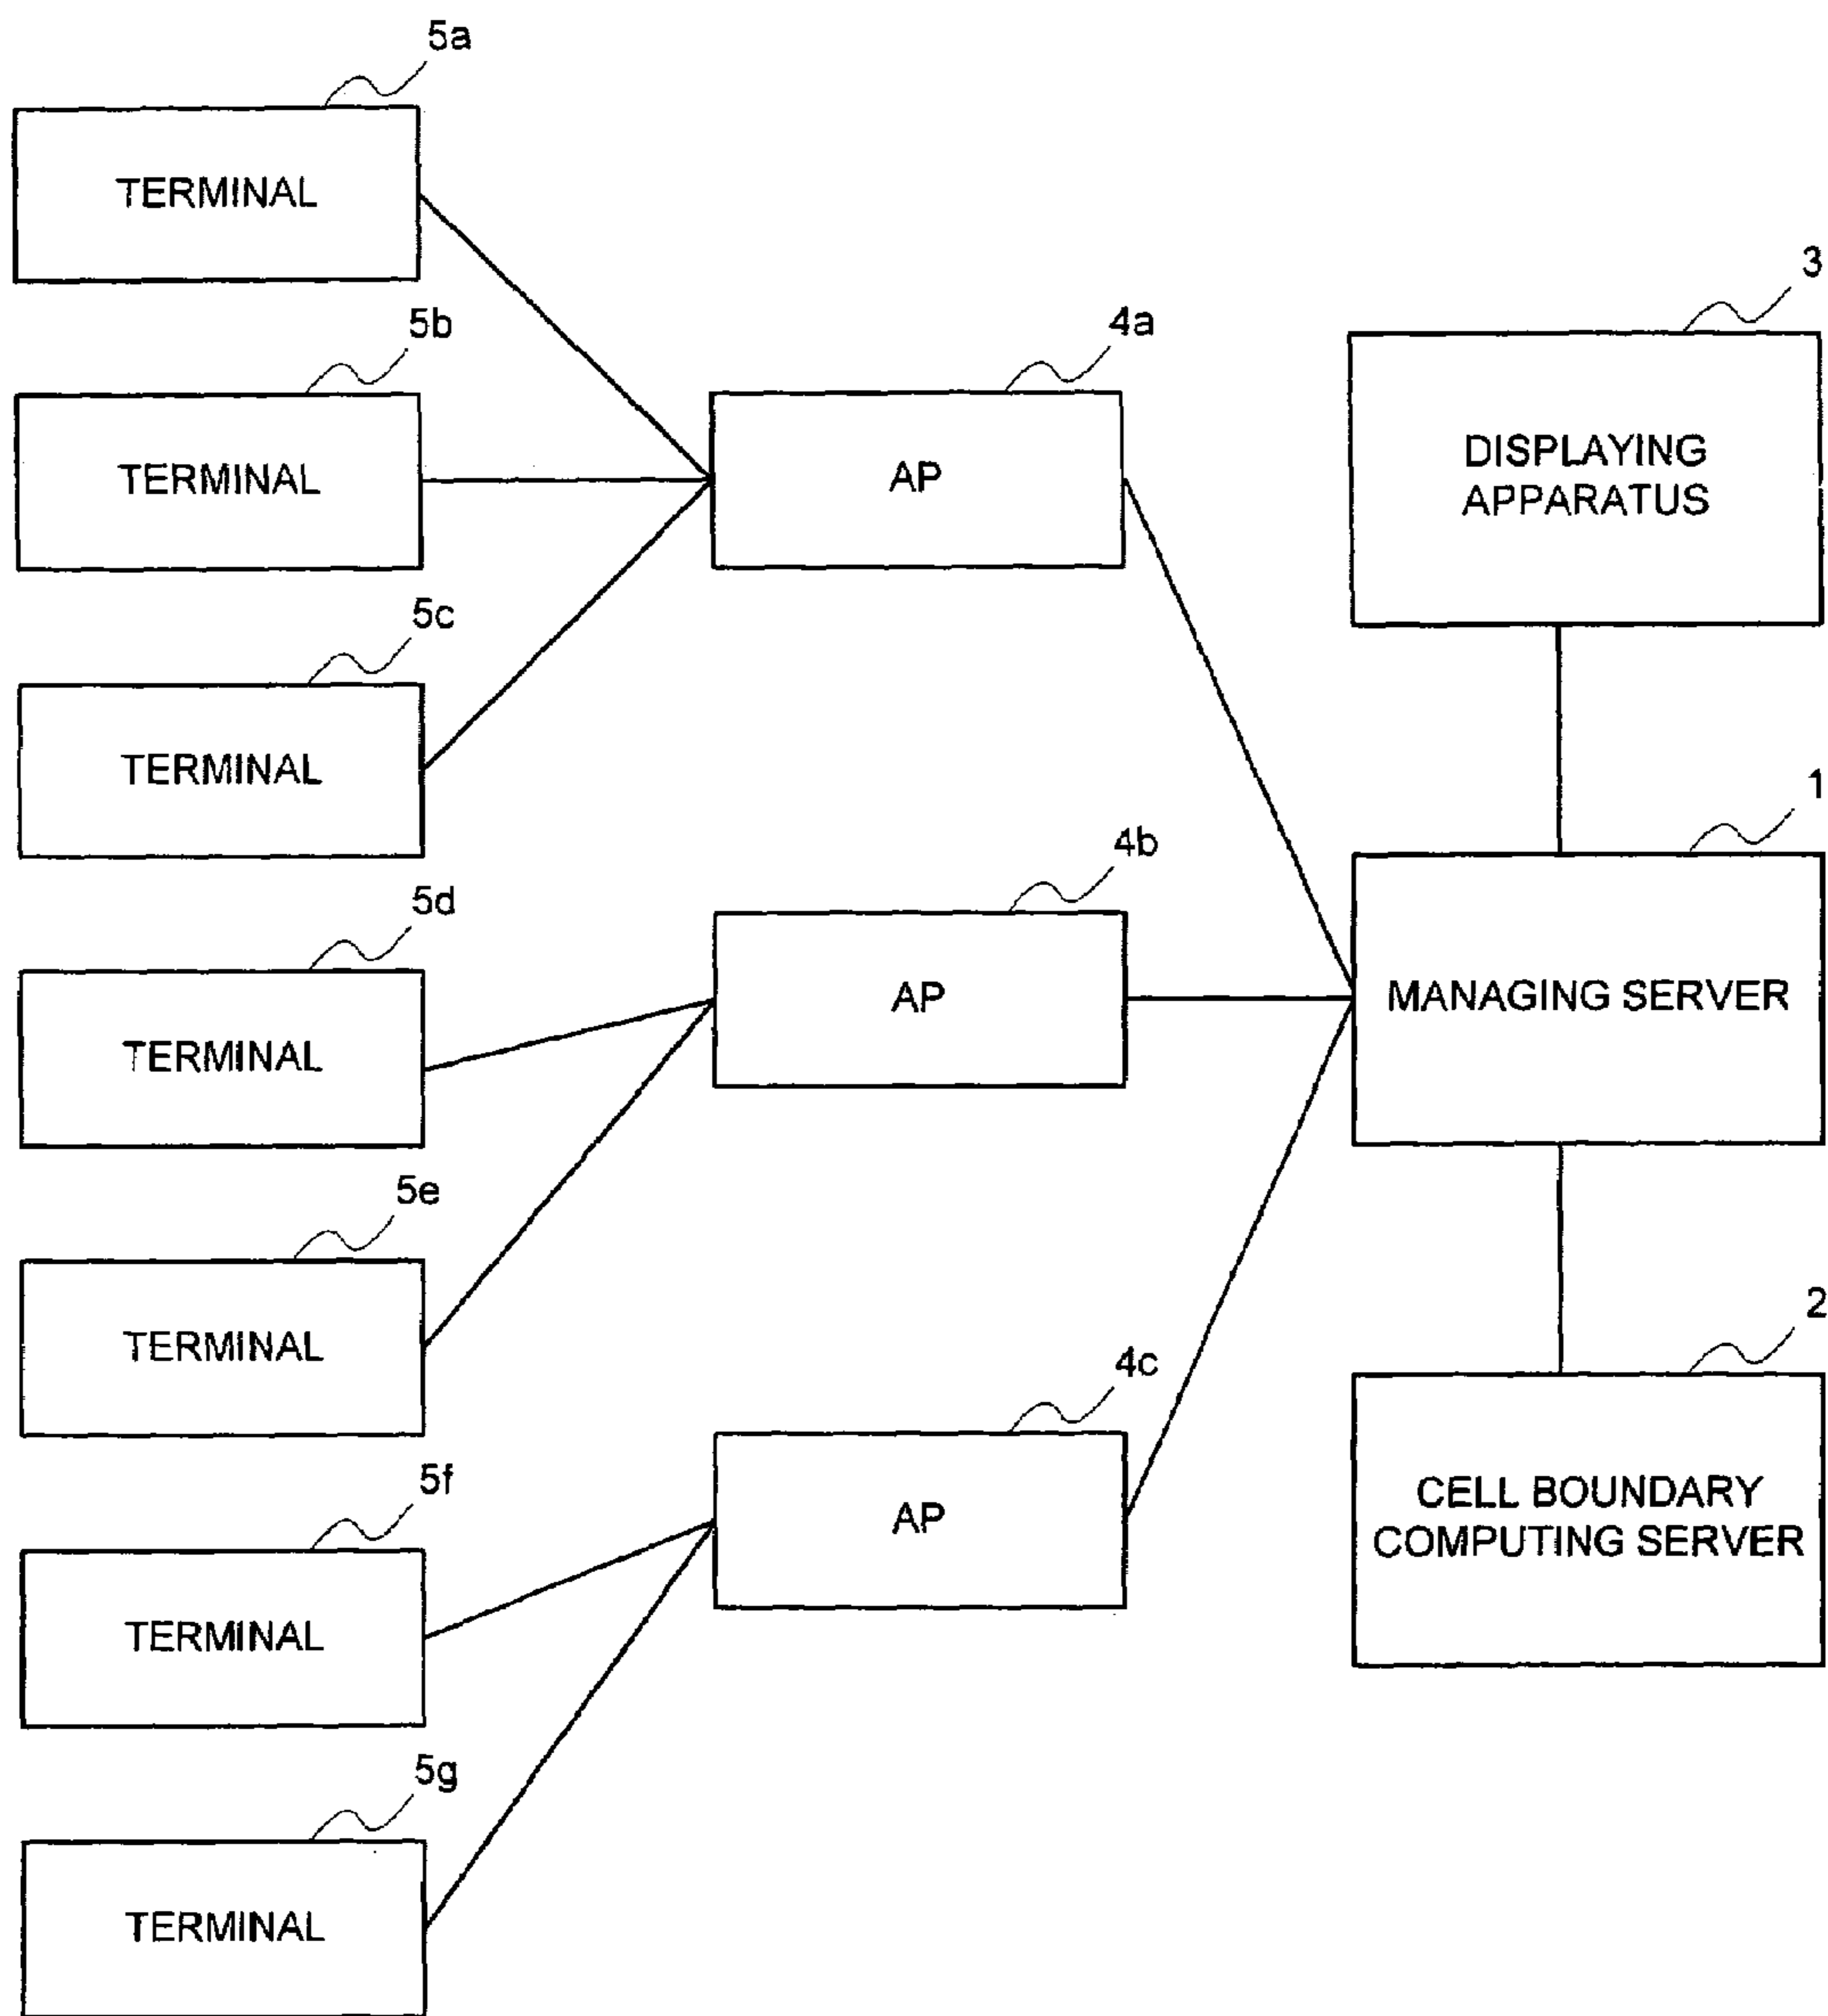 5a
TERMINAL
5b
TERMINAL
5c
TERMINAL
5d
TERMINAL
5e
TERMINAL
5f
TERMINAL
5g
TERMINAL
4a
AP
4b
AP
4c
AP
3
DISPLAYING
APPARATUS
1
MANAGING SERVER
2
CELL BOUNDARY
COMPUTING SERVER